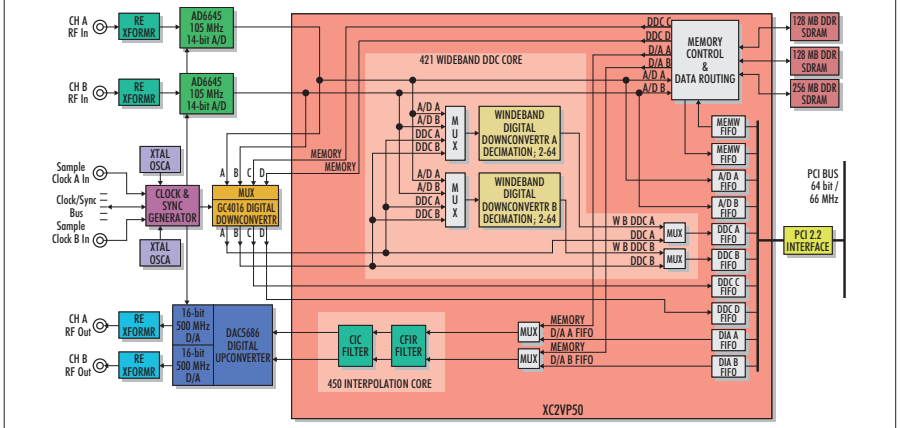 CH A
RF In
RE
XFORMR
AD6645
105 MHz
14-bit A/D
CH B
RF In
RE
XFORMR
AD6645
105 MHz
14-bit A/D
DDC C
DDC D
D/A A
D/A B
A/D A
A/D B
MEMORY
CONTROL
&
DATA ROUTING
128 MB DDR
SDRAM
128 MB DDR
SDRAM
256 MB DDR
SDRAM
421 WIDEBAND DDC CORE
A/D A
A/D B
DDC A
DDC B
M
U
X
WINDEBAND
DIGITAL
DOWNCONVERTR A
DECIMATION; 2-64
A/D A
A/D B
DDC A
DDC B
M
U
X
WINDEBAND
DIGITAL
DOWNCONVERTR B
DECIMATION; 2-64
MEMORY
MEMORY
A B C D
XTAL
OSCA
Sample
Clock A In
Clock/Sync
Bus
Sample
Clock B In
CLOCK &
SYNC
GENERATOR
XTAL
OSCA
MUX
GC4016 DIGITAL
DOWNCONVERTR
A B C D
W B DDC A
DDC A
MUX
W B DDC B
DDC B
MUX
MEMW
FIFO
MEMW
FIFO
A/D A
FIFO
A/D B
FIFO
DDC A
FIFO
DDC B
FIFO
DDC C
FIFO
DDC D
FIFO
DIA A
FIFO
DIA B
FIFO
PCI BUS
64 bit /
66 MHz
PCI 2.2
INTERFACE
CH A
RF Out
RE
XFORMR
CH B
RF Out
RE
XFORMR
16-bit
500 MHz
D/A
16-bit
500 MHz
D/A
DAC5686
DIGITAL
UPCONVERTER
CIC
FILTER
CFIR
FILTER
450 INTERPOLATION CORE
MUX
MEMORY
D/A A FIFO
MUX
MEMORY
D/A B FIFO
XC2VP50